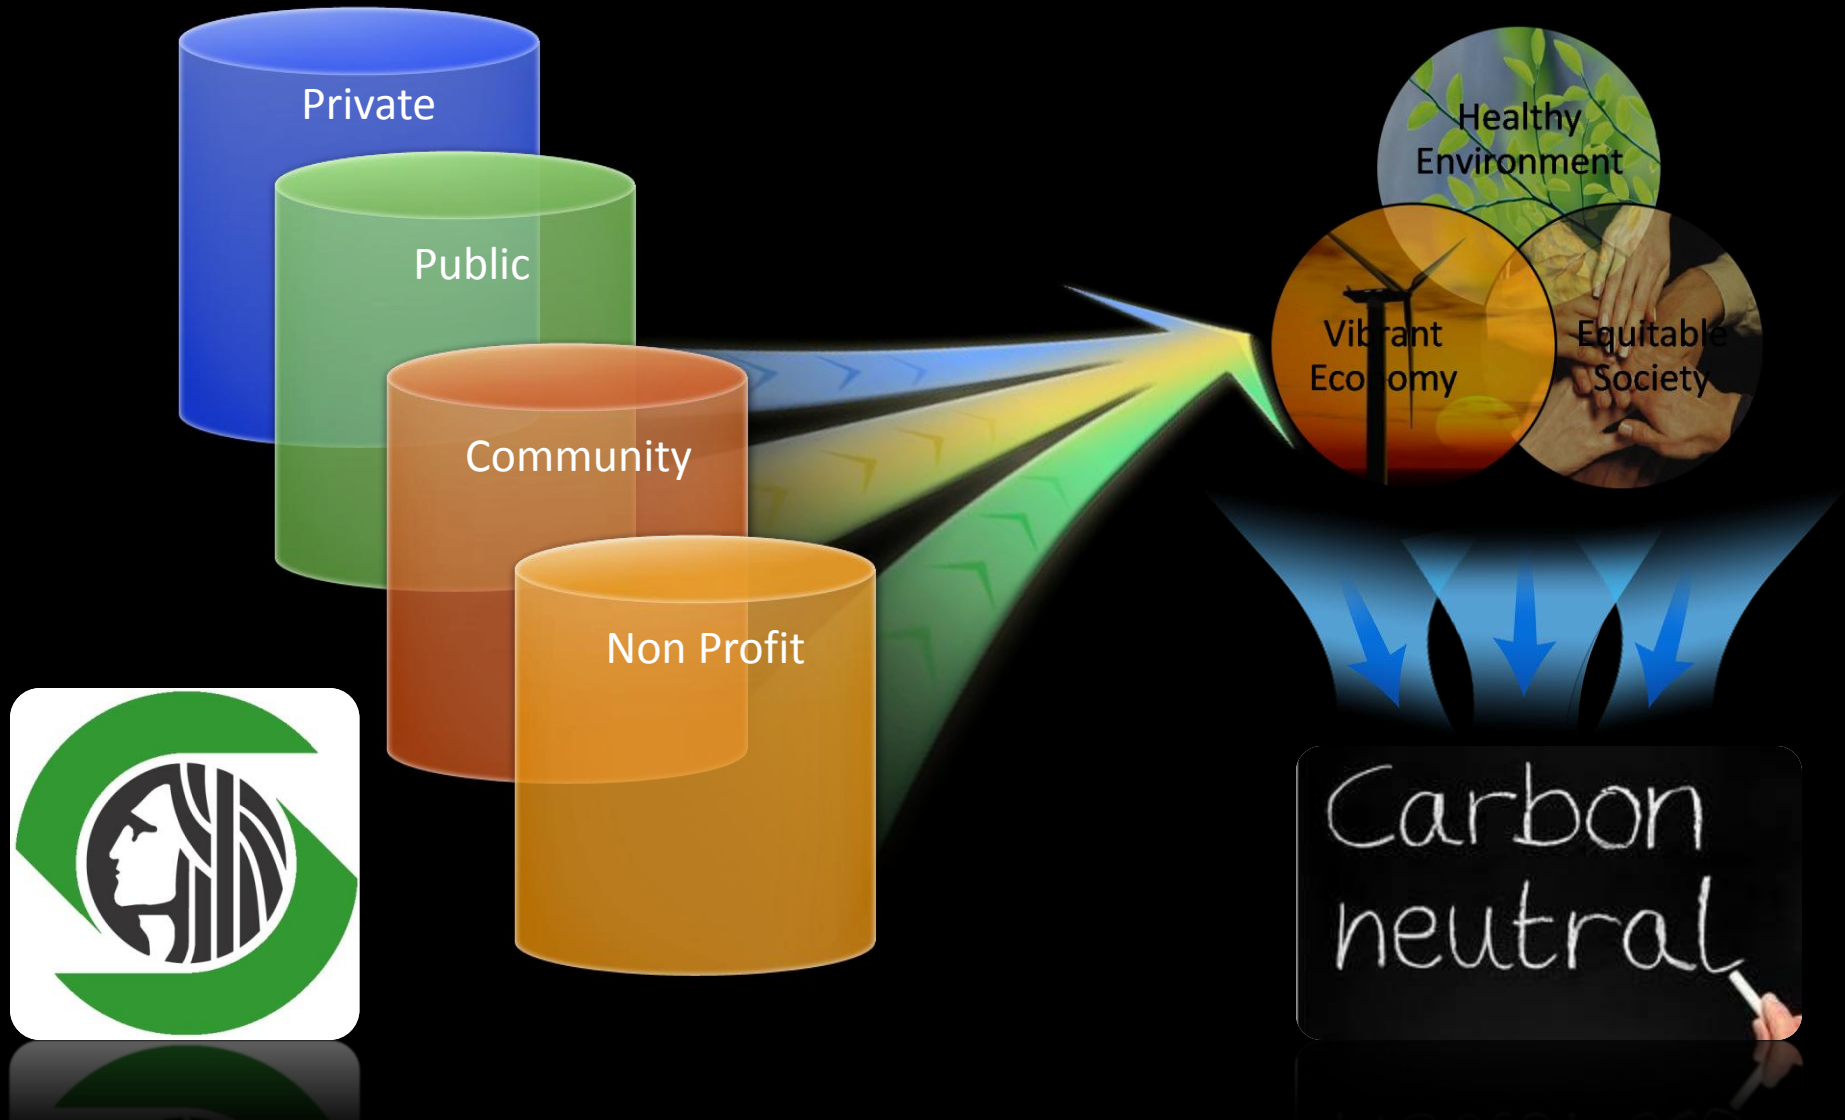 Private
Public
Community
Non Profit
Healthy
Environment
Vibrant
Economy
Equitable
Society
Carbon
neutral